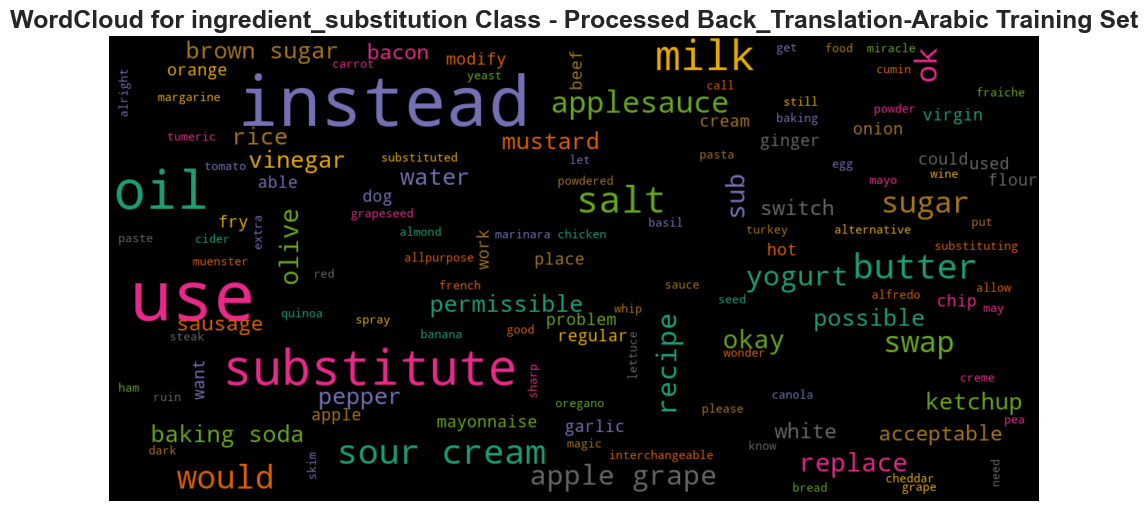 WordCloud for ingredient_substitution Class - Processed Back_Translation-Arabic Training Set
brown sugar
bacon
milk
get
food
miracle
ok
carrot
modify
beef
orange
yeast
cumin
alright
margarine
instead
call
applesauce
still
fraiche
cream
baking
powder
virgin
tumeric
rice
mustard
ginger
onion
tomato
vinegar
substituted
let
pasta
egg
could
used
able
water
powdered
wine
flour
oil
dog
salt
sub
mayo
switch
sugar
grapeseed
basil
fry
extra
olive
almond
work
marinara
chicken
turkey
alternative
put
paste
cider
hot
substituting
muenster
allpurpose
place
yogurt
butter
red
use
french
sauce
seed
alfredo
allow
chip
may
permissible
whip
quinoa
spray
problem
possible
sausage
banana
good
regular
recipe
okay
swap
steak
lettuce
wonder
want
substitute
sharp
creme
ham
ruin
pepper
canola
ketchup
oregano
please
apple
mayonnaise
garlic
white
acceptable
pea
baking soda
magic
know
dark
sour cream
interchangeable
replace
need
would
skim
apple grape
cheddar
bread
grape